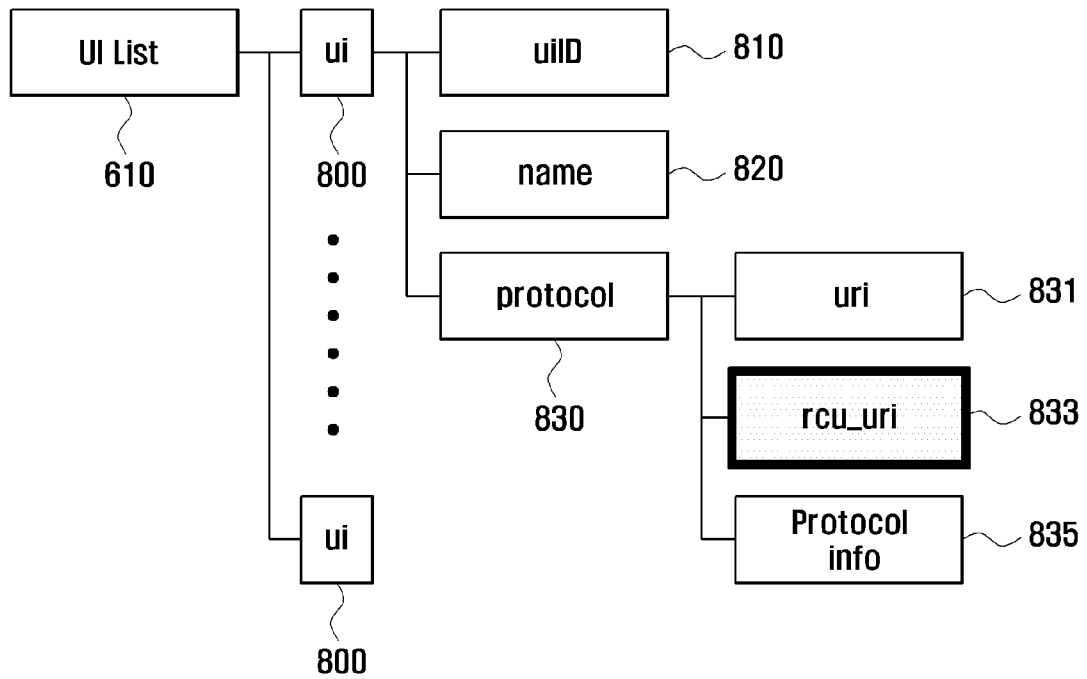 UI List
ui
uiID
810
610
800
name
820
protocol
uri
831
830
rcu_uri
833
ui
Protocol
info
835
800